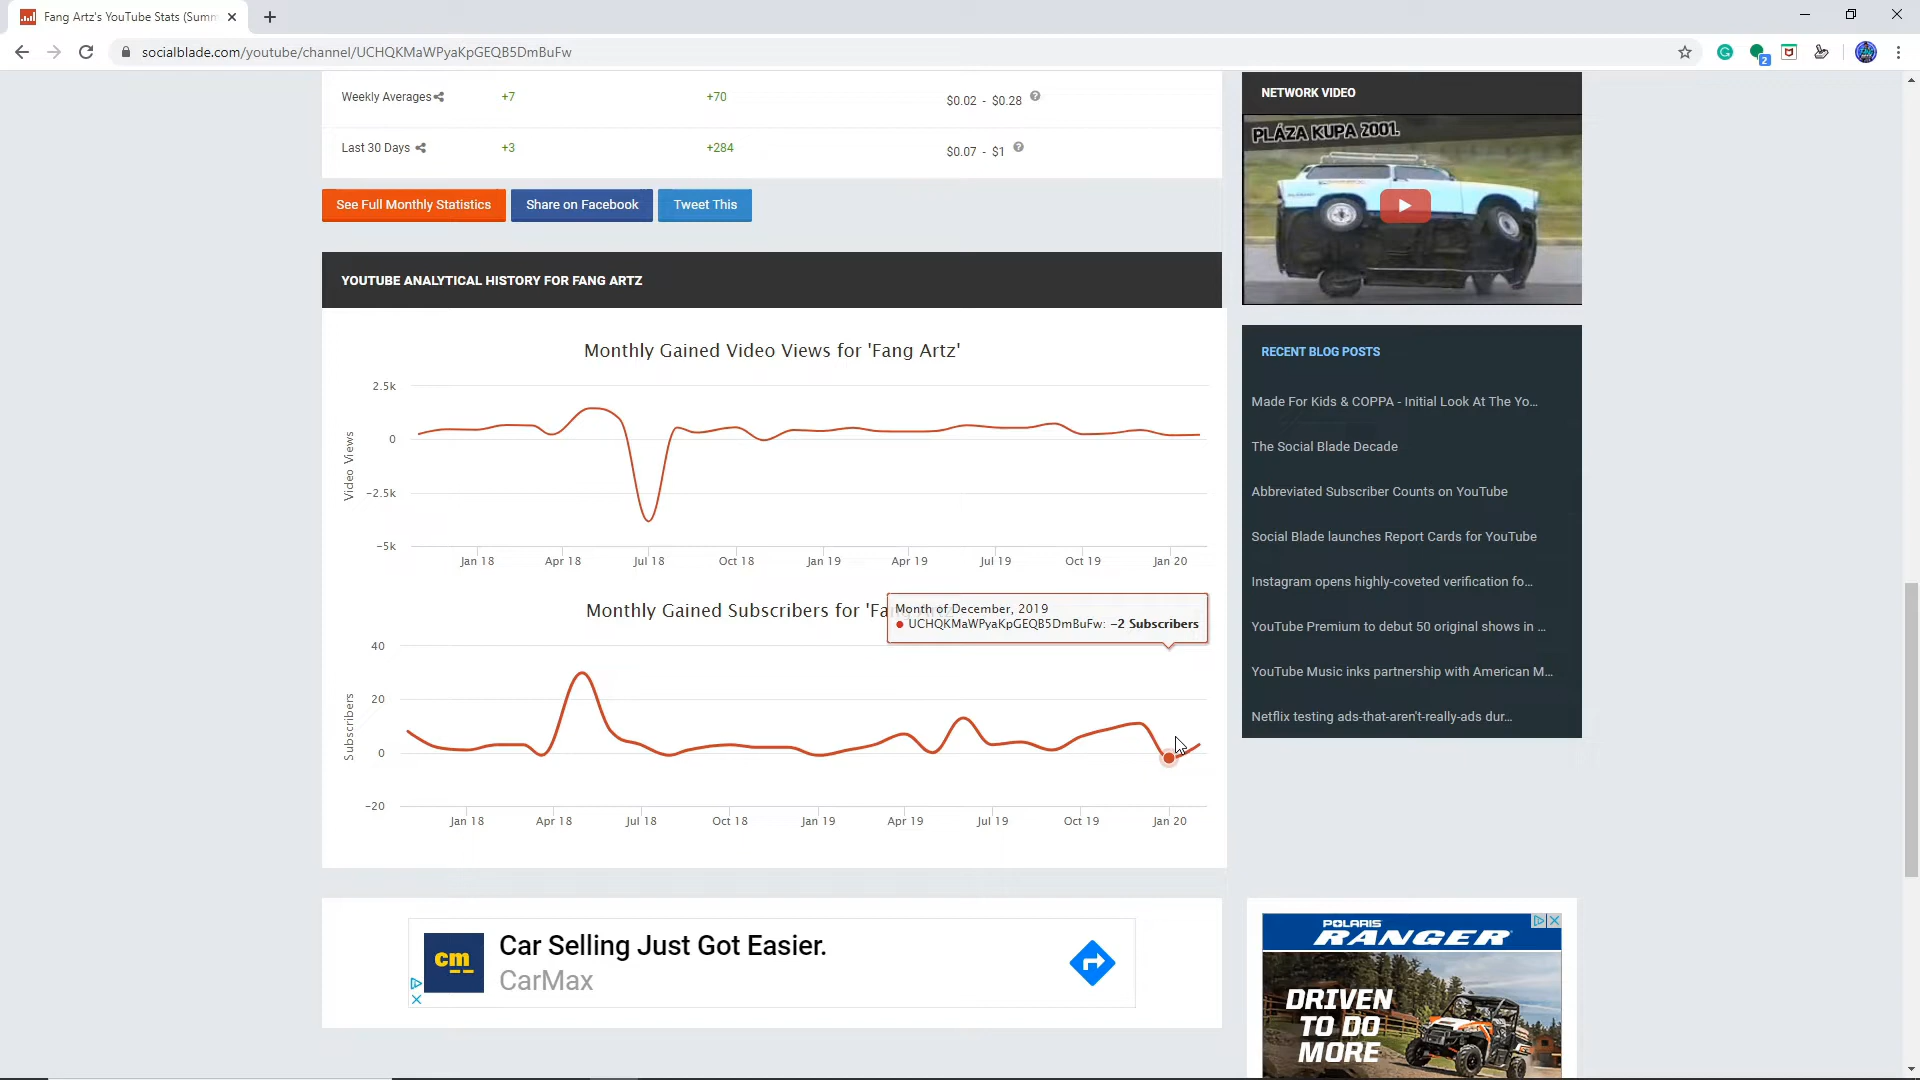 Fang Artz's YouTube Stats (Summ
socialblade.com/youtube/channel/UCHQKMaWPyaKpGEQB5DmBuFw
2
Weekly Averages +7 +70 $0.02 - $0.28
Last 30 Days +3 +284 $0.07 - $1
See Full Monthly Statistics
Share on Facebook
Tweet This
YOUTUBE ANALYTICAL HISTORY FOR FANG ARTZ
Monthly Gained Video Views for 'Fang Artz'
Video Views
2.5k
0
−2.5k
−5k
Jan 18 Apr 18 Jul 18 Oct 18 Jan 19 Apr 19 Jul 19 Oct 19 Jan 20
Monthly Gained Subscribers for 'Fa
Month of December, 2019
UCHQKMaWPyaKpGEQB5DmBuFw: −2 Subscribers
Subscribers
40
20
0
−20
Jan 18 Apr 18 Jul 18 Oct 18 Jan 19 Apr 19 Jul 19 Oct 19 Jan 20
cm
Car Selling Just Got Easier.
CarMax
NETWORK VIDEO
PLÁZA KUPA 2001.
RECENT BLOG POSTS
Made For Kids & COPPA - Initial Look At The Yo...
The Social Blade Decade
Abbreviated Subscriber Counts on YouTube
Social Blade launches Report Cards for YouTube
Instagram opens highly-coveted verification fo...
YouTube Premium to debut 50 original shows in ...
YouTube Music inks partnership with American M...
Netflix testing ads-that-aren't-really-ads dur...
POLARIS
RANGER
DRIVEN
TO DO
MORE